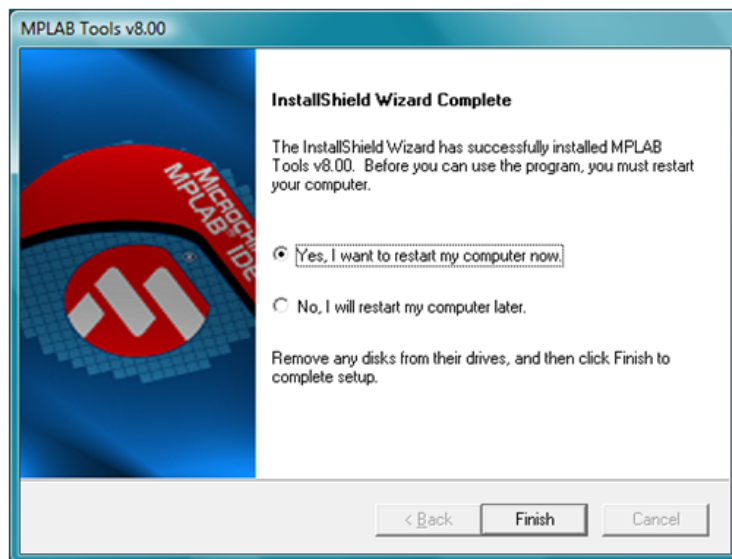 MPLAB Tools v8.00
MICROCHIP
MPLAB® IDE
®
InstallShield Wizard Complete
The InstallShield Wizard has successfully installed MPLAB
Tools v8.00. Before you can use the program, you must restart
your computer.
Yes, I want to restart my computer now.
No, I will restart my computer later.
Remove any disks from their drives, and then click Finish to
complete setup.
< Back
Finish
Cancel